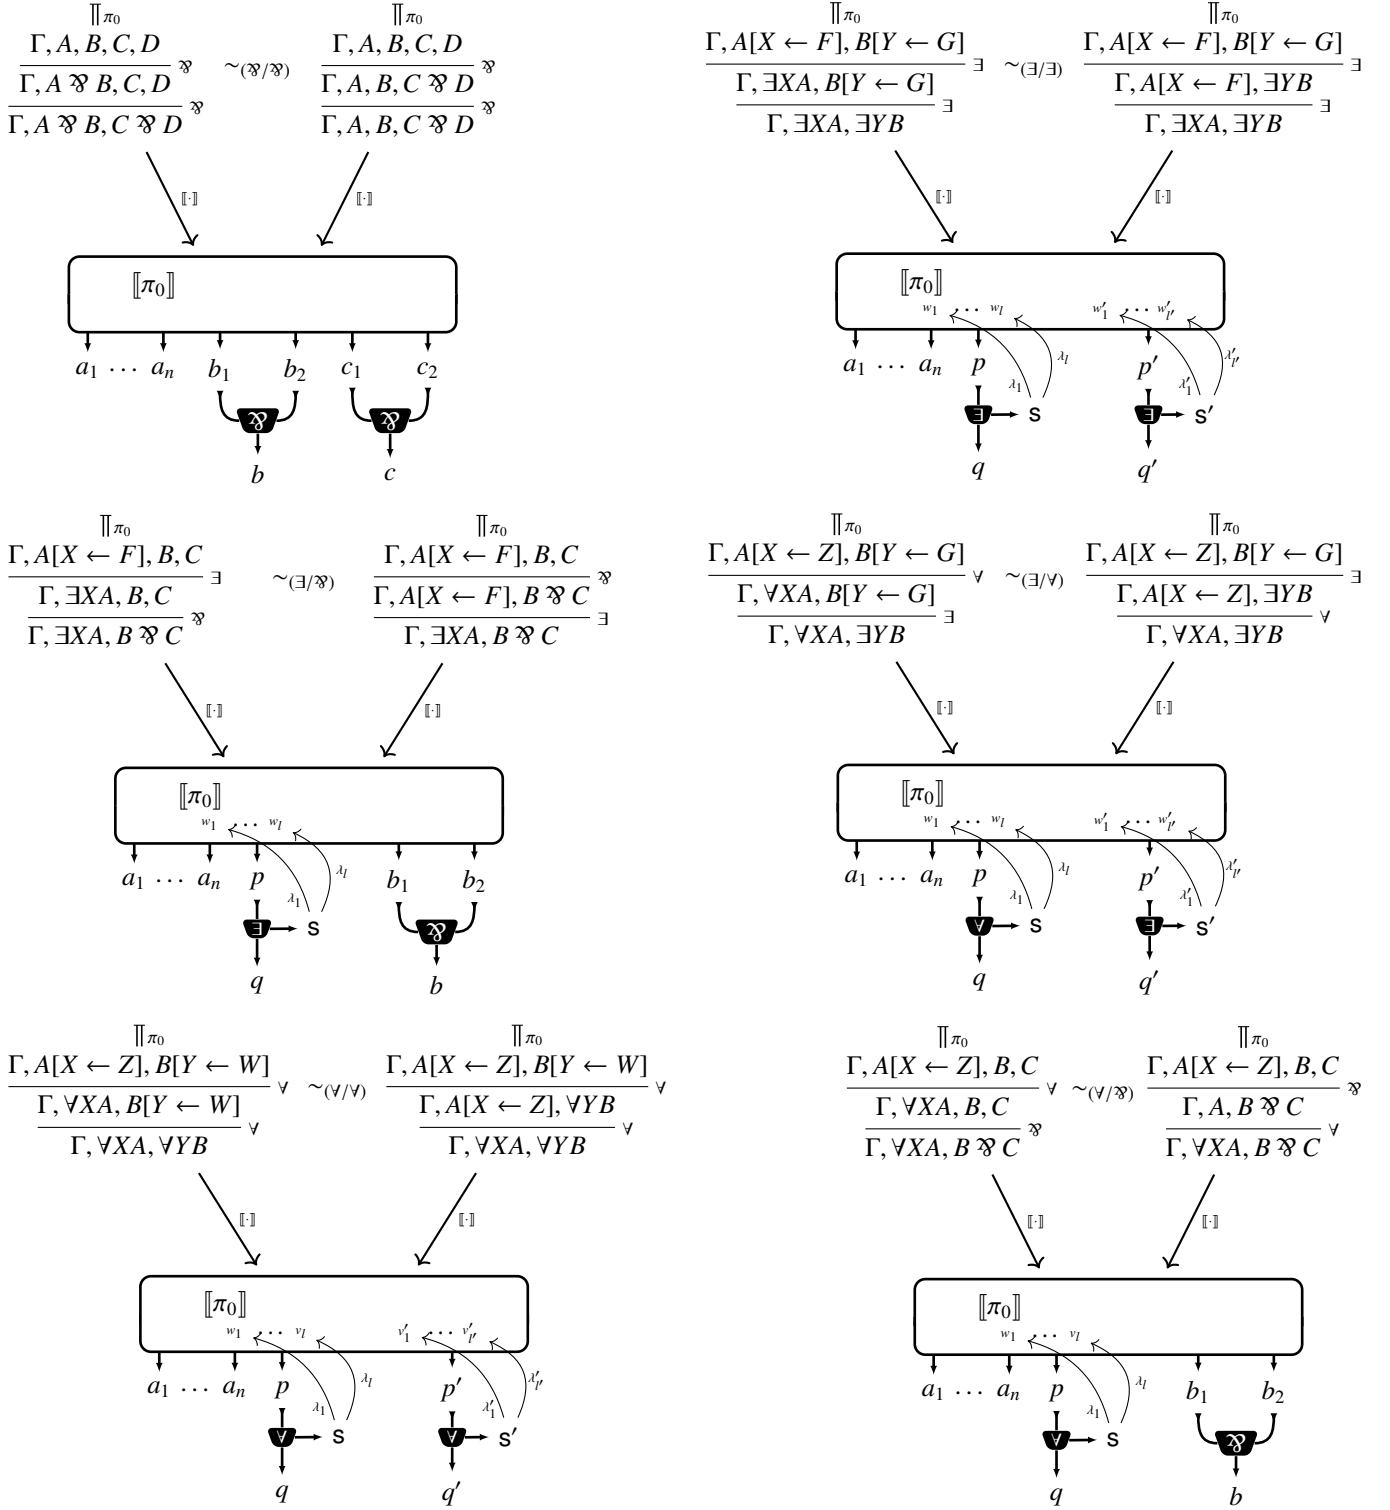 π₀ π₀
Γ, A, B, C, D ∼(⅋/⅋) Γ, A, B, C, D
Γ, A ⅋ B, C, D ⅋ Γ, A, B, C ⅋ D ⅋
Γ, A ⅋ B, C ⅋ D ⅋ Γ, A, B, C ⅋ D ⅋
⟦·⟧ ⟦·⟧
⟦π₀⟧
a₁ … aₙ b₁ b₂ c₁ c₂
⅋ ⅋
b c
π₀ π₀
Γ, A[X ← F], B[Y ← G] ∼(∃/∃) Γ, A[X ← F], B[Y ← G]
Γ, ∃XA, B[Y ← G] ∃ Γ, A[X ← F], ∃YB ∃
Γ, ∃XA, ∃YB ∃ Γ, ∃XA, ∃YB ∃
⟦·⟧ ⟦·⟧
⟦π₀⟧
w₁ … wₗ w′₁ … w′ₗ′
a₁ … aₙ p λ₁ λₗ p′ λ′₁ λ′ₗ′
∃ s ∃ s′
q q′
π₀ π₀
Γ, A[X ← F], B, C ∼(∃/⅋) Γ, A[X ← F], B, C
Γ, ∃XA, B, C ∃ Γ, A[X ← F], B ⅋ C ⅋
Γ, ∃XA, B ⅋ C ⅋ Γ, ∃XA, B ⅋ C ∃
⟦·⟧ ⟦·⟧
⟦π₀⟧
w₁ … wₗ
a₁ … aₙ p λ₁ λₗ b₁ b₂
∃ s ⅋
q b
π₀ π₀
Γ, A[X ← Z], B[Y ← G] ∼(∃/∀) Γ, A[X ← Z], B[Y ← G]
Γ, ∀XA, B[Y ← G] ∀ Γ, A[X ← Z], ∃YB ∃
Γ, ∀XA, ∃YB ∃ Γ, ∀XA, ∃YB ∀
⟦·⟧ ⟦·⟧
⟦π₀⟧
w₁ … wₗ w′₁ … w′ₗ′
a₁ … aₙ p λ₁ λₗ p′ λ′₁ λ′ₗ′
∀ s ∃ s′
q q′
π₀ π₀
Γ, A[X ← Z], B[Y ← W] ∼(∀/∀) Γ, A[X ← Z], B[Y ← W]
Γ, ∀XA, B[Y ← W] ∀ Γ, A[X ← Z], ∀YB ∀
Γ, ∀XA, ∀YB ∀ Γ, ∀XA, ∀YB ∀
⟦·⟧ ⟦·⟧
⟦π₀⟧
w₁ … vₗ v′₁ … v′ₗ′
a₁ … aₙ p λ₁ λₗ p′ λ′₁ λ′ₗ′
∀ s ∀ s′
q q′
π₀ π₀
Γ, A[X ← Z], B, C ∼(∀/⅋) Γ, A[X ← Z], B, C
Γ, ∀XA, B, C ∀ Γ, A, B ⅋ C ⅋
Γ, ∀XA, B ⅋ C ⅋ Γ, ∀XA, B ⅋ C ∀
⟦·⟧ ⟦·⟧
⟦π₀⟧
w₁ … vₗ
a₁ … aₙ p λ₁ λₗ b₁ b₂
∀ s ⅋
q b